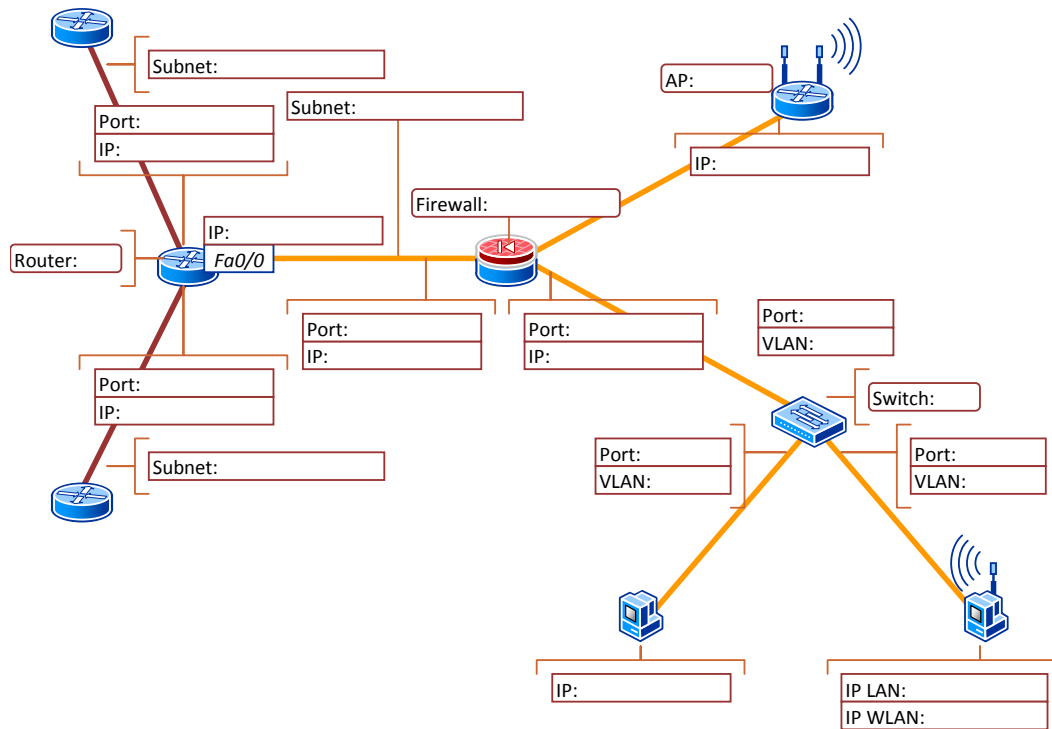 Subnet:
AP:
Subnet:
Port:
IP:
IP:
Firewall:
IP:
Router:
Fa0/0
Port:
IP:
Port:
IP:
Port:
VLAN:
Port:
IP:
Switch:
Subnet:
Port:
VLAN:
Port:
VLAN:
IP:
IP LAN:
IP WLAN: